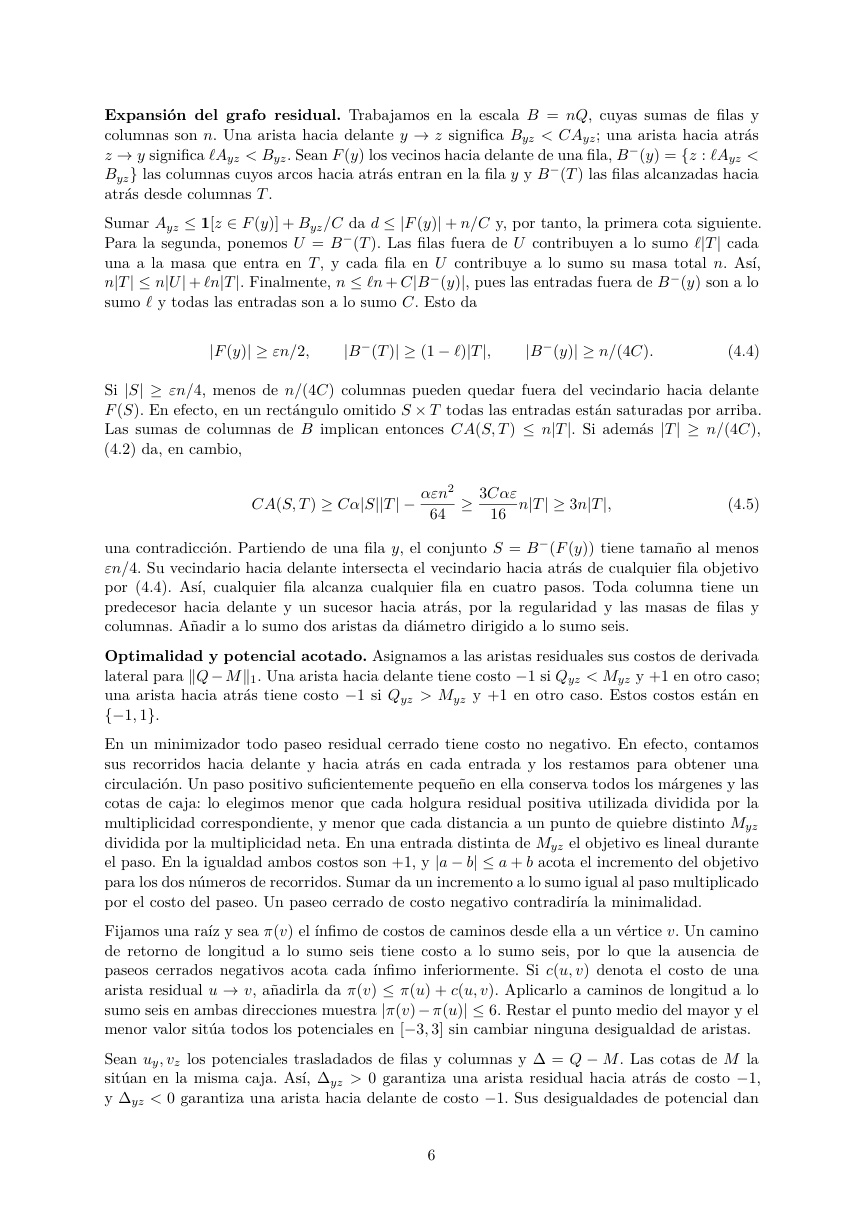 Expansión del grafo residual. Trabajamos en la escala B = nQ, cuyas sumas de filas y
columnas son n. Una arista hacia delante y → z significa B_{yz} < CA_{yz}; una arista hacia atrás
z → y significa ℓA_{yz} < B_{yz}. Sean F(y) los vecinos hacia delante de una fila, B⁻(y) = {z : ℓA_{yz} <
B_{yz}} las columnas cuyos arcos hacia atrás entran en la fila y y B⁻(T) las filas alcanzadas hacia
atrás desde columnas T.
Sumar A_{yz} ≤ 1[z ∈ F(y)] + B_{yz}/C da d ≤ |F(y)| + n/C y, por tanto, la primera cota siguiente.
Para la segunda, ponemos U = B⁻(T). Las filas fuera de U contribuyen a lo sumo ℓ|T| cada
una a la masa que entra en T, y cada fila en U contribuye a lo sumo su masa total n. Así,
n|T| ≤ n|U| + ℓn|T|. Finalmente, n ≤ ℓn + C|B⁻(y)|, pues las entradas fuera de B⁻(y) son a lo
sumo ℓ y todas las entradas son a lo sumo C. Esto da
|F(y)| ≥ εn/2, |B⁻(T)| ≥ (1 − ℓ)|T|, |B⁻(y)| ≥ n/(4C). (4.4)
Si |S| ≥ εn/4, menos de n/(4C) columnas pueden quedar fuera del vecindario hacia delante
F(S). En efecto, en un rectángulo omitido S × T todas las entradas están saturadas por arriba.
Las sumas de columnas de B implican entonces CA(S, T) ≤ n|T|. Si además |T| ≥ n/(4C),
(4.2) da, en cambio,
CA(S, T) ≥ Cα|S||T| − αεn²/64 ≥ 3Cαε/16 n|T| ≥ 3n|T|, (4.5)
una contradicción. Partiendo de una fila y, el conjunto S = B⁻(F(y)) tiene tamaño al menos
εn/4. Su vecindario hacia delante intersecta el vecindario hacia atrás de cualquier fila objetivo
por (4.4). Así, cualquier fila alcanza cualquier fila en cuatro pasos. Toda columna tiene un
predecesor hacia delante y un sucesor hacia atrás, por la regularidad y las masas de filas y
columnas. Añadir a lo sumo dos aristas da diámetro dirigido a lo sumo seis.
Optimalidad y potencial acotado. Asignamos a las aristas residuales sus costos de derivada
lateral para ‖Q − M‖₁. Una arista hacia delante tiene costo −1 si Q_{yz} < M_{yz} y +1 en otro caso;
una arista hacia atrás tiene costo −1 si Q_{yz} > M_{yz} y +1 en otro caso. Estos costos están en
{−1, 1}.
En un minimizador todo paseo residual cerrado tiene costo no negativo. En efecto, contamos
sus recorridos hacia delante y hacia atrás en cada entrada y los restamos para obtener una
circulación. Un paso positivo suficientemente pequeño en ella conserva todos los márgenes y las
cotas de caja: lo elegimos menor que cada holgura residual positiva utilizada dividida por la
multiplicidad correspondiente, y menor que cada distancia a un punto de quiebre distinto M_{yz}
dividida por la multiplicidad neta. En una entrada distinta de M_{yz} el objetivo es lineal durante
el paso. En la igualdad ambos costos son +1, y |a − b| ≤ a + b acota el incremento del objetivo
para los dos números de recorridos. Sumar da un incremento a lo sumo igual al paso multiplicado
por el costo del paseo. Un paseo cerrado de costo negativo contradiría la minimalidad.
Fijamos una raíz y sea π(v) el ínfimo de costos de caminos desde ella a un vértice v. Un camino
de retorno de longitud a lo sumo seis tiene costo a lo sumo seis, por lo que la ausencia de
paseos cerrados negativos acota cada ínfimo inferiormente. Si c(u, v) denota el costo de una
arista residual u → v, añadirla da π(v) ≤ π(u) + c(u, v). Aplicarlo a caminos de longitud a lo
sumo seis en ambas direcciones muestra |π(v) − π(u)| ≤ 6. Restar el punto medio del mayor y el
menor valor sitúa todos los potenciales en [−3, 3] sin cambiar ninguna desigualdad de aristas.
Sean u_y, v_z los potenciales trasladados de filas y columnas y Δ = Q − M. Las cotas de M la
sitúan en la misma caja. Así, Δ_{yz} > 0 garantiza una arista residual hacia atrás de costo −1,
y Δ_{yz} < 0 garantiza una arista hacia delante de costo −1. Sus desigualdades de potencial dan
6